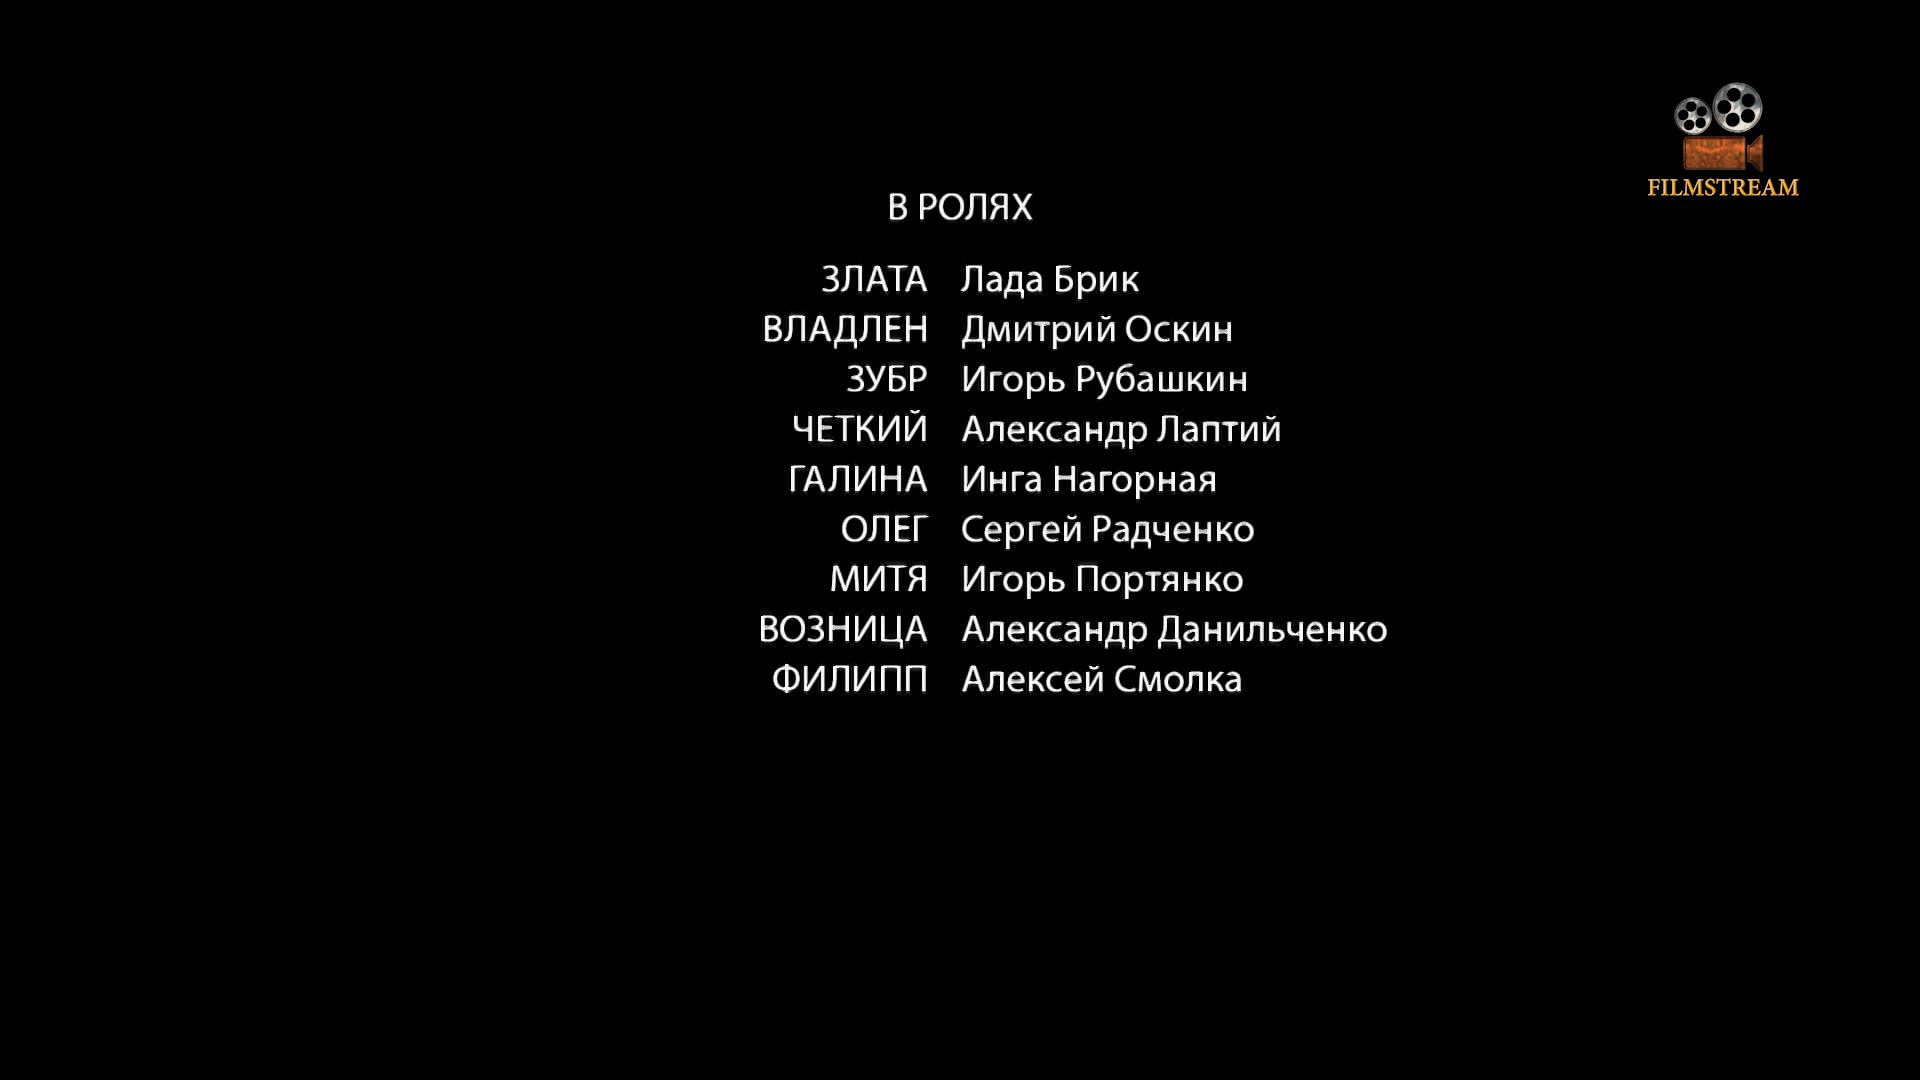 FILMSTREAM
В РОЛЯХ
ЗЛАТА Лада Брик
ВЛАДЛЕН Дмитрий Оскин
ЗУБР Игорь Рубашкин
ЧЕТКИЙ Александр Лаптий
ГАЛИНА Инга Нагорная
ОЛЕГ Сергей Радченко
МИТЯ Игорь Портянко
ВОЗНИЦА Александр Данильченко
ФИЛИПП Алексей Смолка